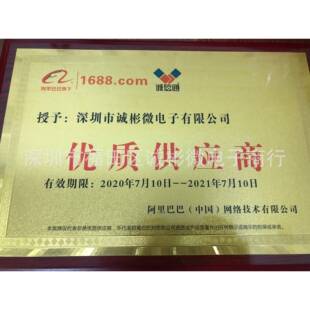 1688.com
阿里巴巴旗下
诚信通
授予：深圳市诚彬微电子有限公司
优质供应商
有效期限：2020年7月10日--2021年7月10日
阿里巴巴（中国）网络技术有限公司